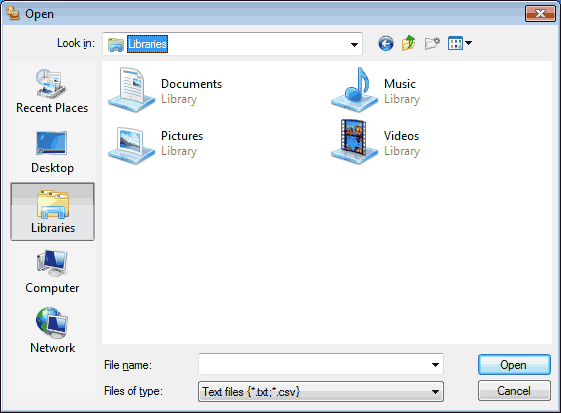 Open
Look in: Libraries
Recent Places
Desktop
Libraries
Computer
Network
Documents
Library
Music
Library
Pictures
Library
Videos
Library
File name:
Open
Files of type: Text files {*.txt;*.csv}
Cancel